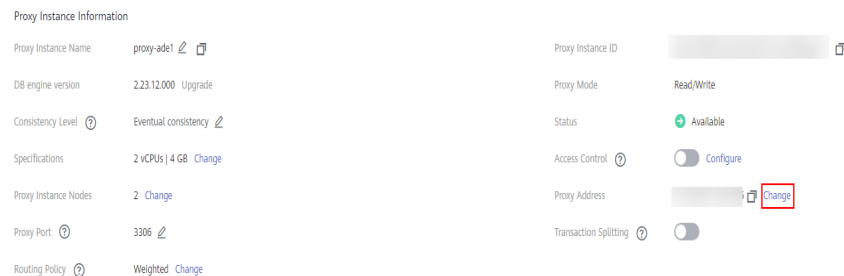 Proxy Instance Information
Proxy Instance Name proxy-ade1 Proxy Instance ID
DB engine version 2.23.12.000 Upgrade Proxy Mode Read/Write
Consistency Level ? Eventual consistency Status Available
Specifications 2 vCPUs | 4 GB Change Access Control ? Configure
Proxy Instance Nodes 2 Change Proxy Address Change
Proxy Port ? 3306 Transaction Splitting ?
Routing Policy ? Weighted Change